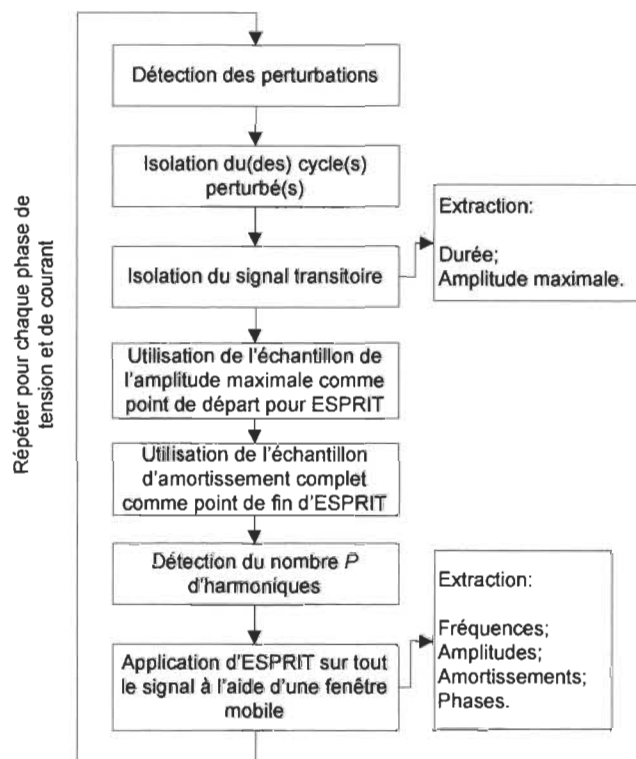 Répéter pour chaque phase de
tension et de courant
Détection des perturbations
Isolation du(des) cycle(s)
perturbé(s)
Isolation du signal transitoire
Extraction:
Durée;
Amplitude maximale.
Utilisation de l'échantillon de
l'amplitude maximale comme
point de départ pour ESPRIT
Utilisation de l'échantillon
d'amortissement complet
comme point de fin d'ESPRIT
Détection du nombre P
d'harmoniques
Application d'ESPRIT sur tout
le signal à l'aide d'une fenêtre
mobile
Extraction:
Fréquences;
Amplitudes;
Amortissements;
Phases.